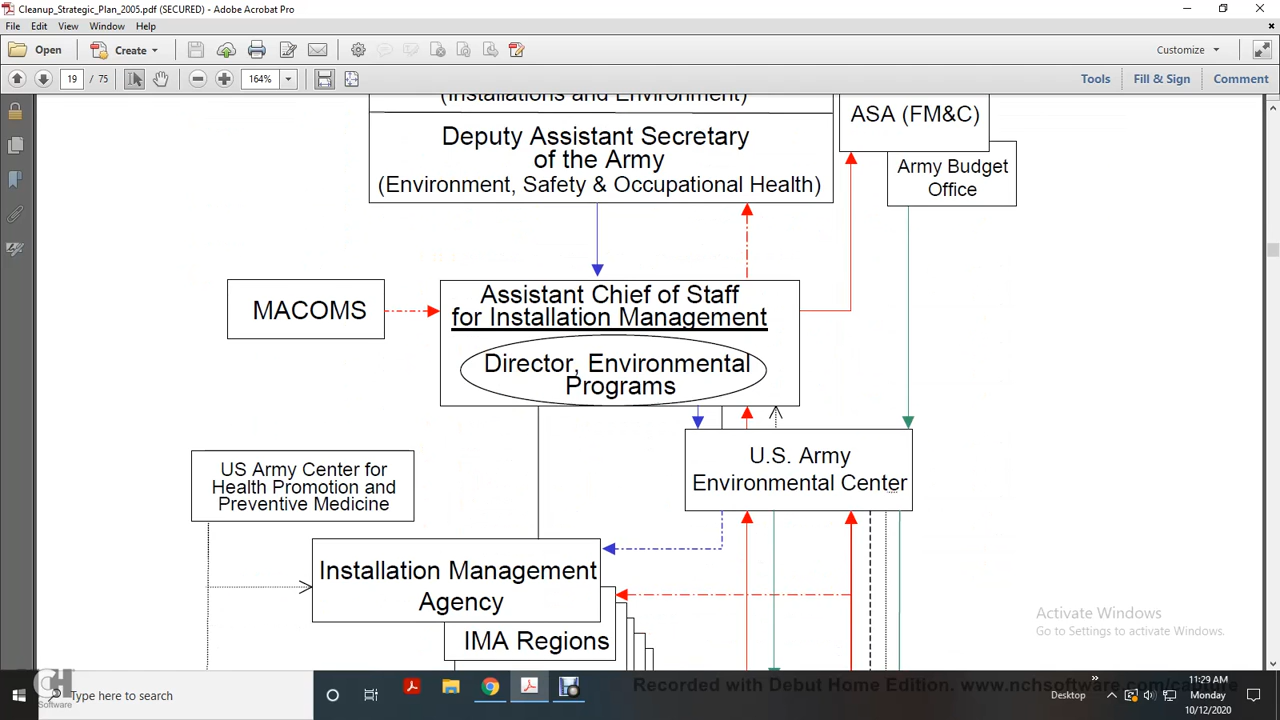 Cleanup_Strategic_Plan_2005.pdf (SECURED) - Adobe Acrobat Pro
File Edit View Window Help
Open Create Customize
19 / 75 164% Tools Fill & Sign Comment
(Installations and Environment)
ASA (FM&C)
Deputy Assistant Secretary
of the Army
(Environment, Safety & Occupational Health)
Army Budget
Office
MACOMS
Assistant Chief of Staff
for Installation Management
Director, Environmental
Programs
U.S. Army
Environmental Center
US Army Center for
Health Promotion and
Preventive Medicine
Installation Management
Agency
IMA Regions
Activate Windows
Go to Settings to activate Windows.
Recorded with Debut Home Edition. www.nchsoftware.com/capture
CH
Software
Type here to search
Desktop
11:29 AM
Monday
10/12/2020